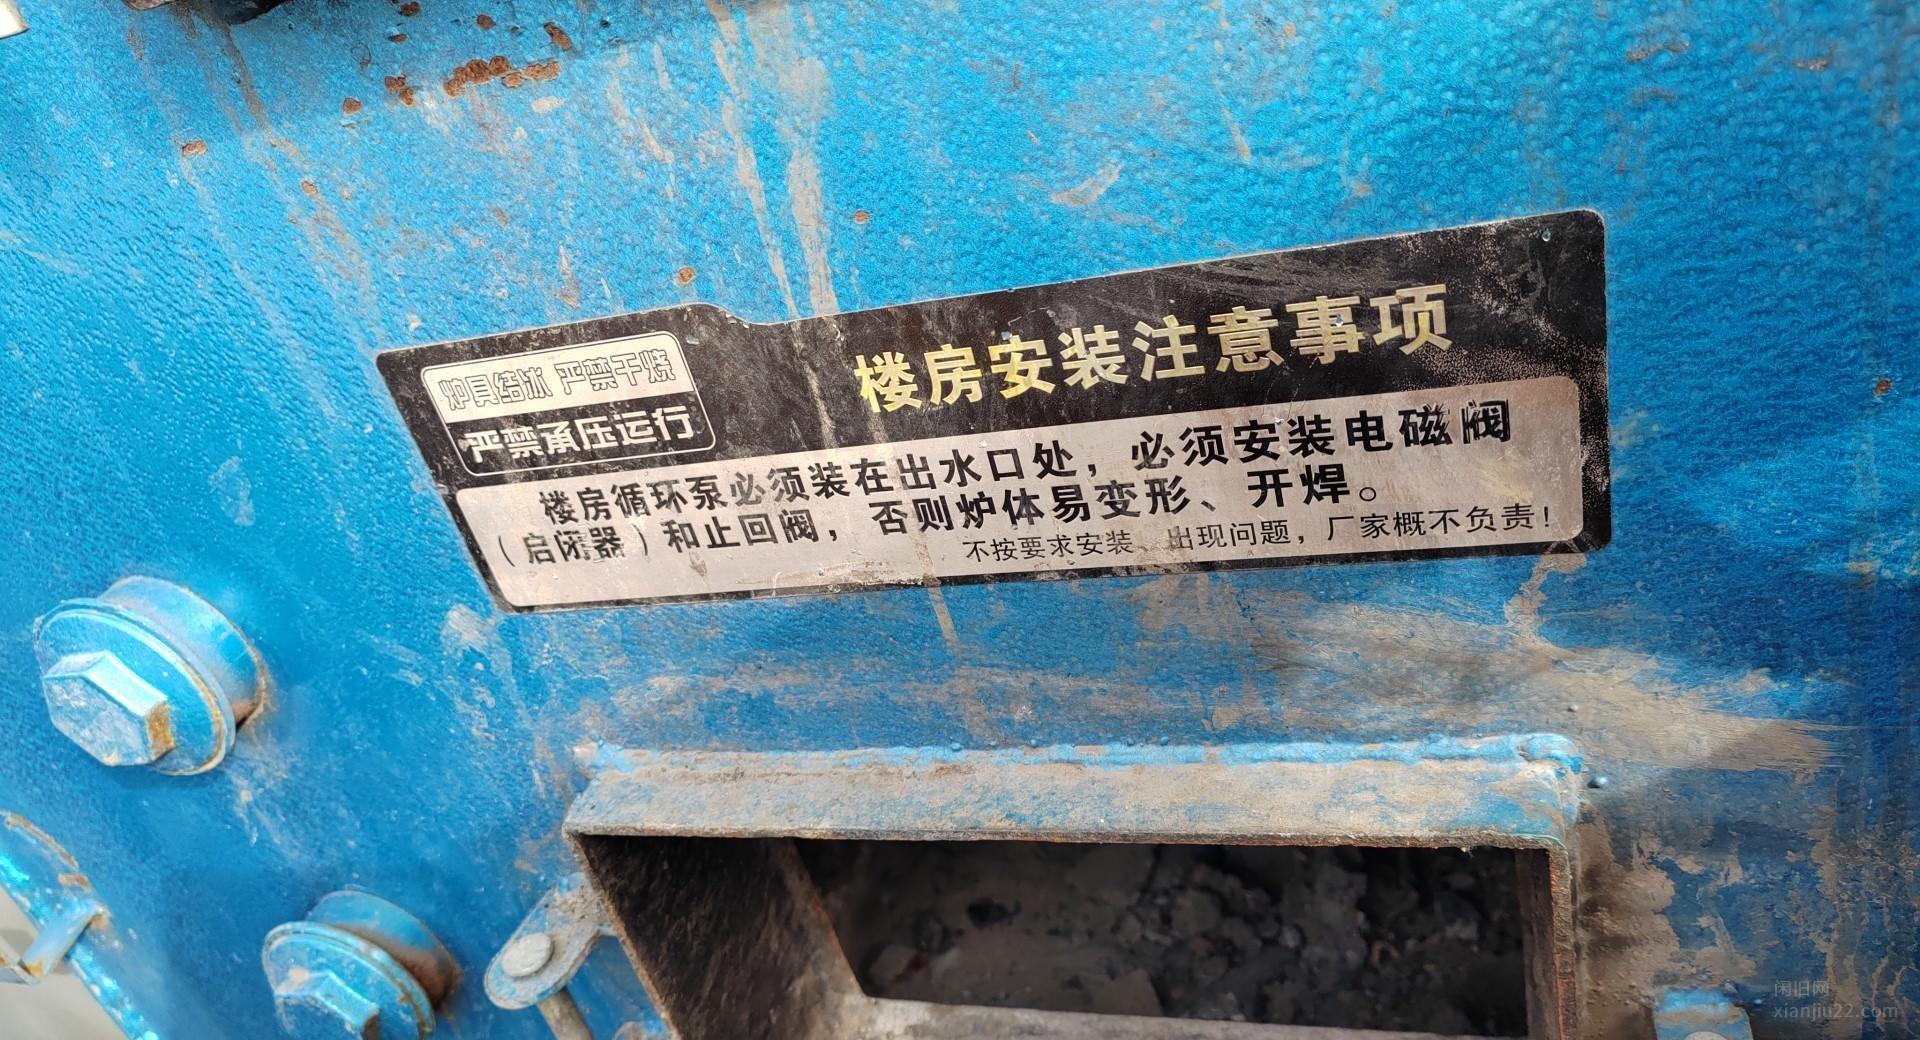 炉具结冰 严禁干烧
严禁承压运行
楼房安装注意事项
楼房循环泵必须装在出水口处，必须安装电磁阀
（启闭器）和止回阀，否则炉体易变形、开焊。
不按要求安装、出现问题，厂家概不负责！
闲旧网
xianjiu22.com